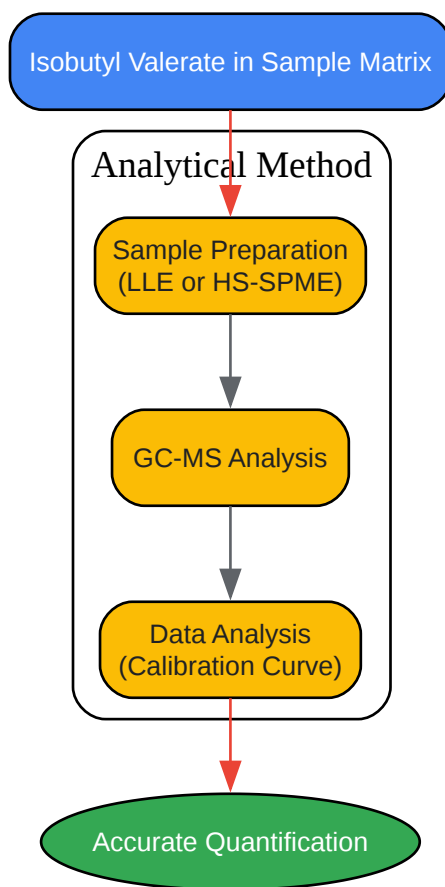 Isobutyl Valerate in Sample Matrix
Analytical Method
Sample Preparation
(LLE or HS-SPME)
GC-MS Analysis
Data Analysis
(Calibration Curve)
Accurate Quantification